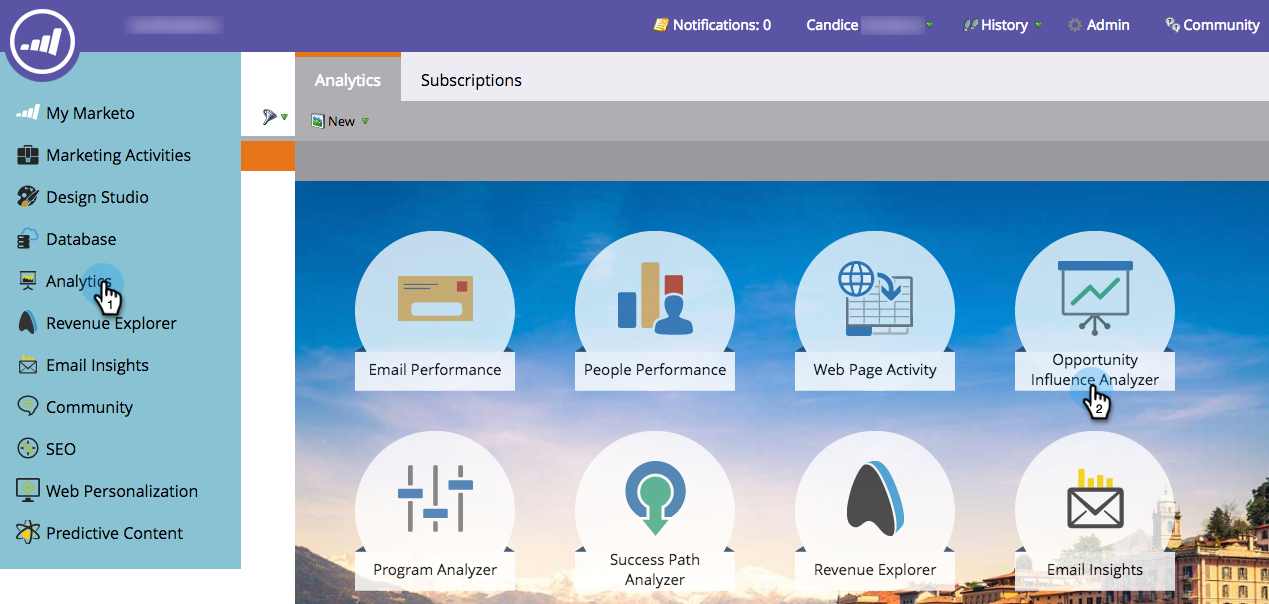 Notifications: 0
Candice
History
Admin
Community
My Marketo
Marketing Activities
Design Studio
Database
Analytics
1
Revenue Explorer
Email Insights
Community
SEO
Web Personalization
Predictive Content
Analytics
Subscriptions
New
Email Performance
People Performance
Web Page Activity
Opportunity
Influence Analyzer
2
Program Analyzer
Success Path
Analyzer
Revenue Explorer
Email Insights